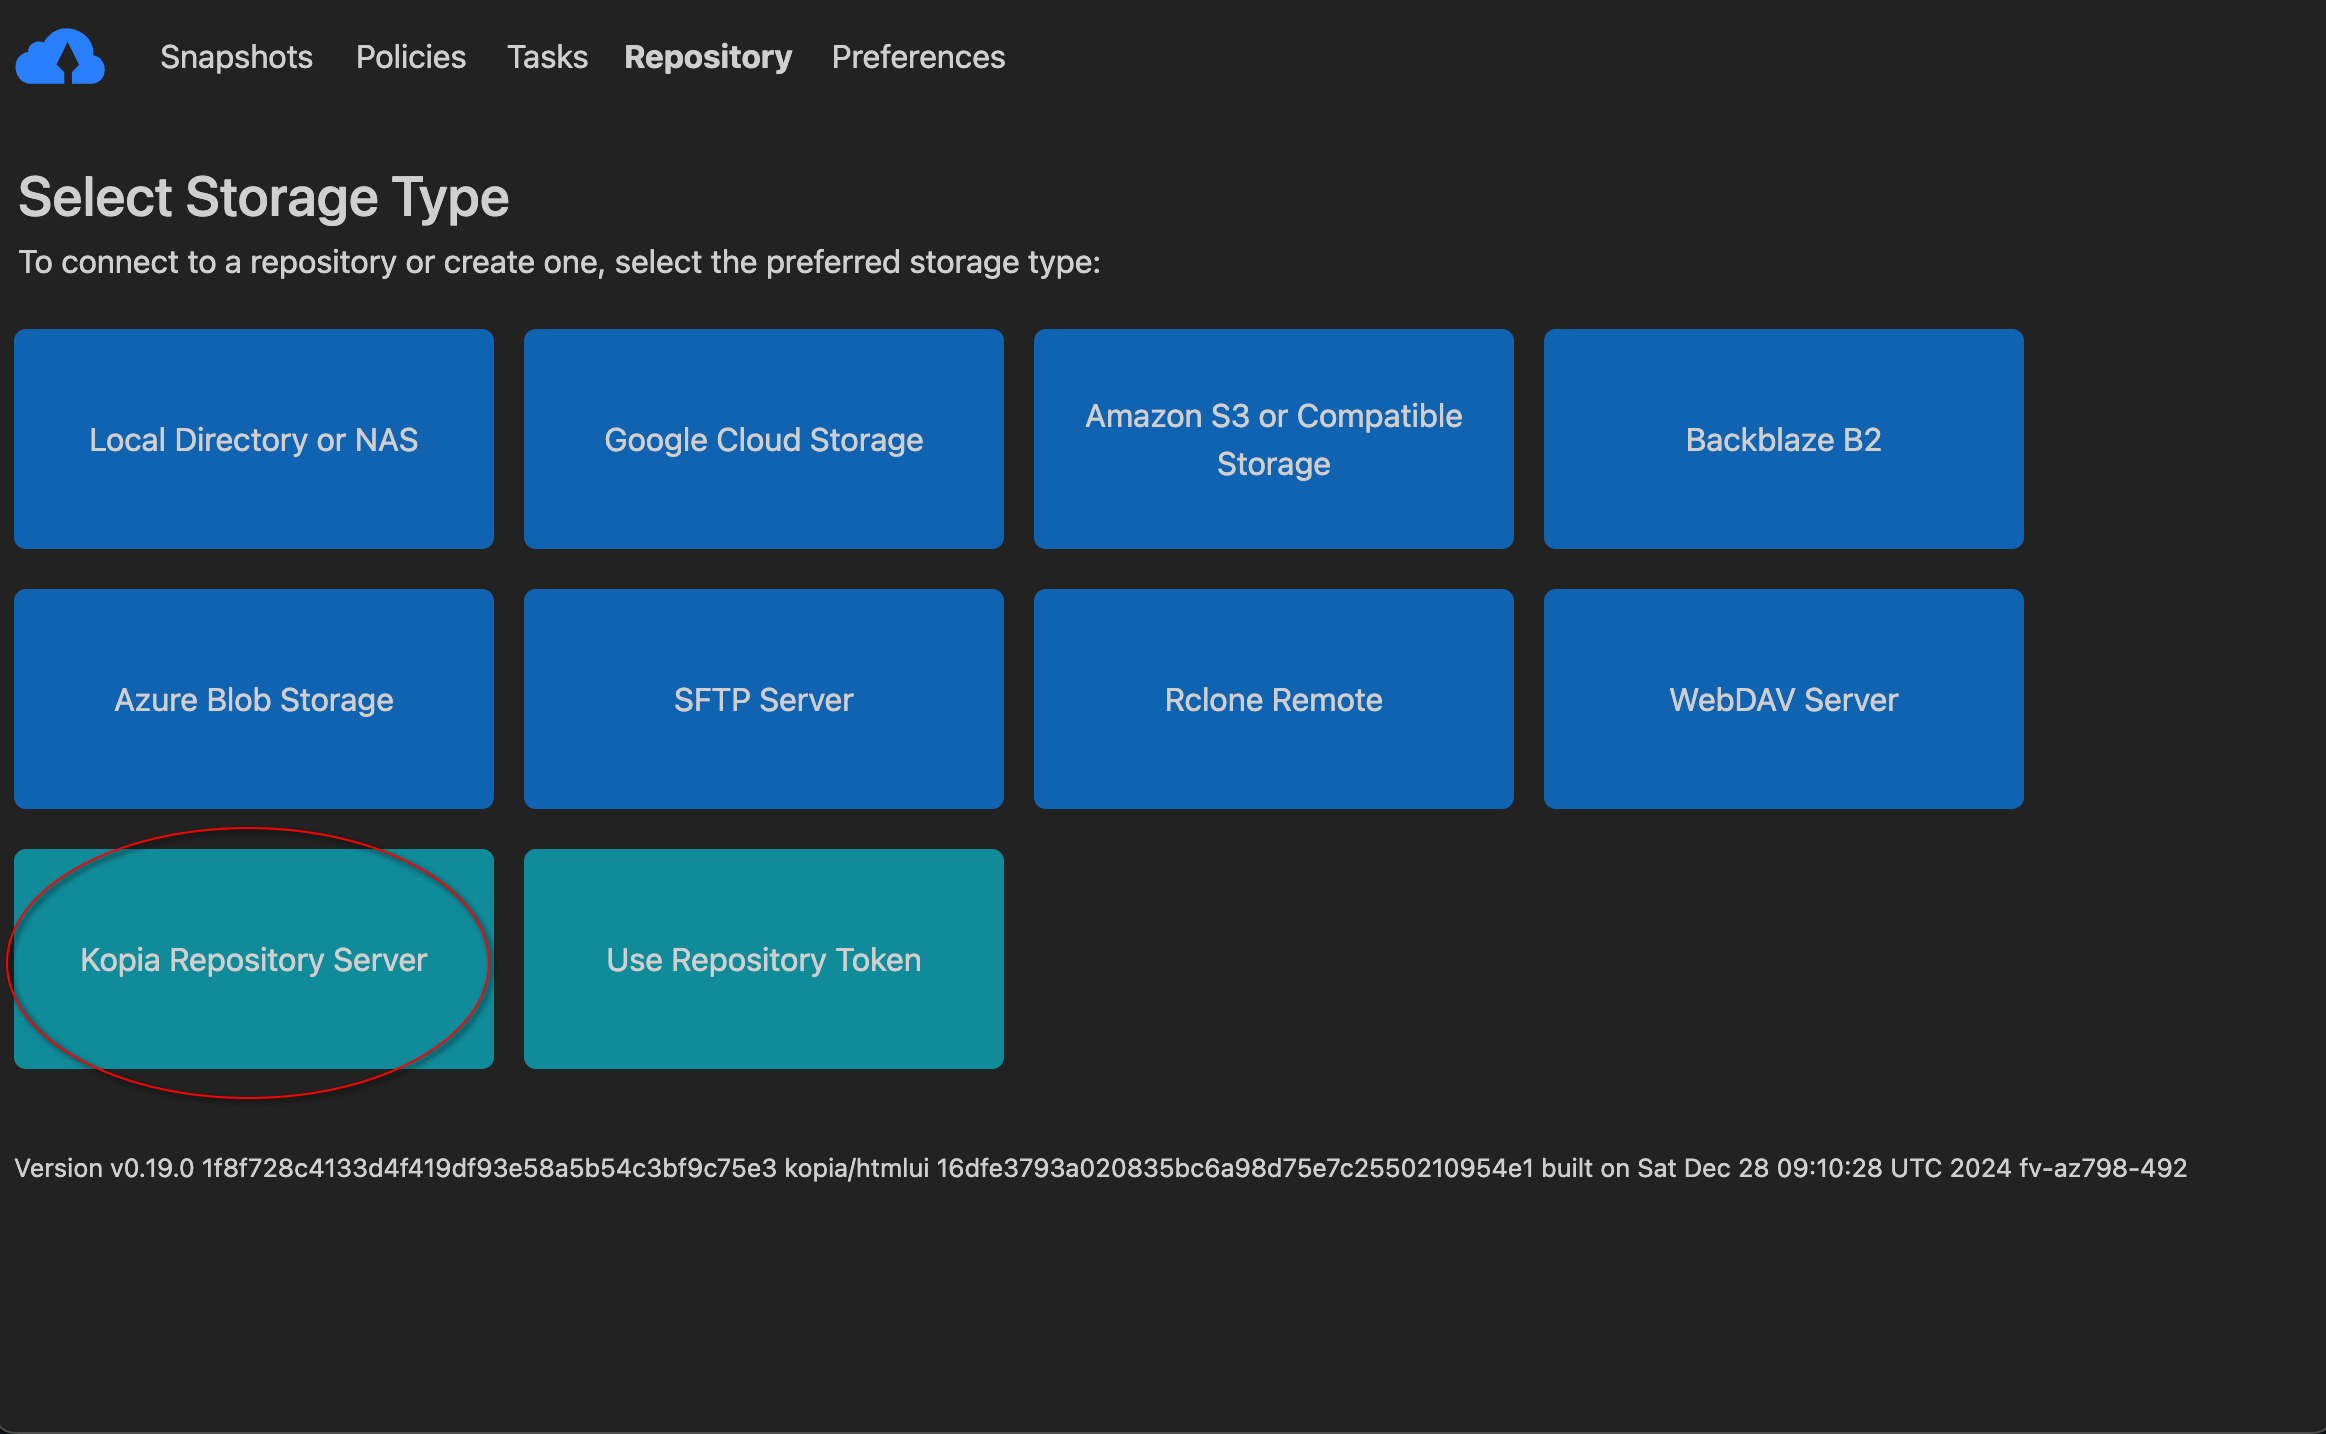 Snapshots Policies Tasks Repository Preferences
Select Storage Type
To connect to a repository or create one, select the preferred storage type:
Local Directory or NAS
Google Cloud Storage
Amazon S3 or Compatible
Storage
Backblaze B2
Azure Blob Storage
SFTP Server
Rclone Remote
WebDAV Server
Kopia Repository Server
Use Repository Token
Version v0.19.0 1f8f728c4133d4f419df93e58a5b54c3bf9c75e3 kopia/htmlui 16dfe3793a020835bc6a98d75e7c2550210954e1 built on Sat Dec 28 09:10:28 UTC 2024 fv-az798-492